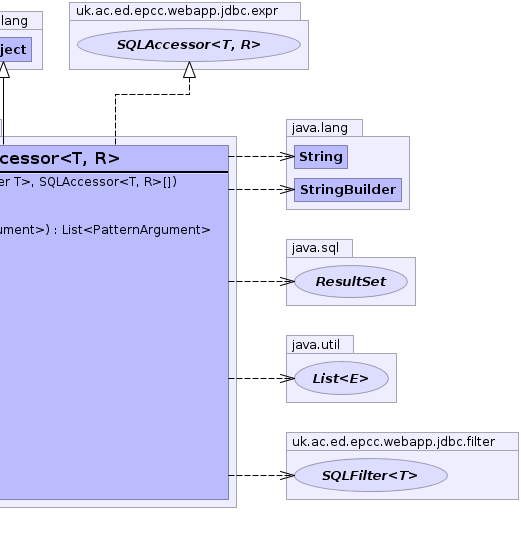 uk.ac.ed.epcc.webapp.jdbc.expr
lang
SQLAccessor<T, R>
ject
java.lang
cessor<T, R>
String
er T>, SQLAccessor<T, R>[])
StringBuilder
ument>) : List<PatternArgument>
java.sql
ResultSet
java.util
List<E>
uk.ac.ed.epcc.webapp.jdbc.filter
SQLFilter<T>